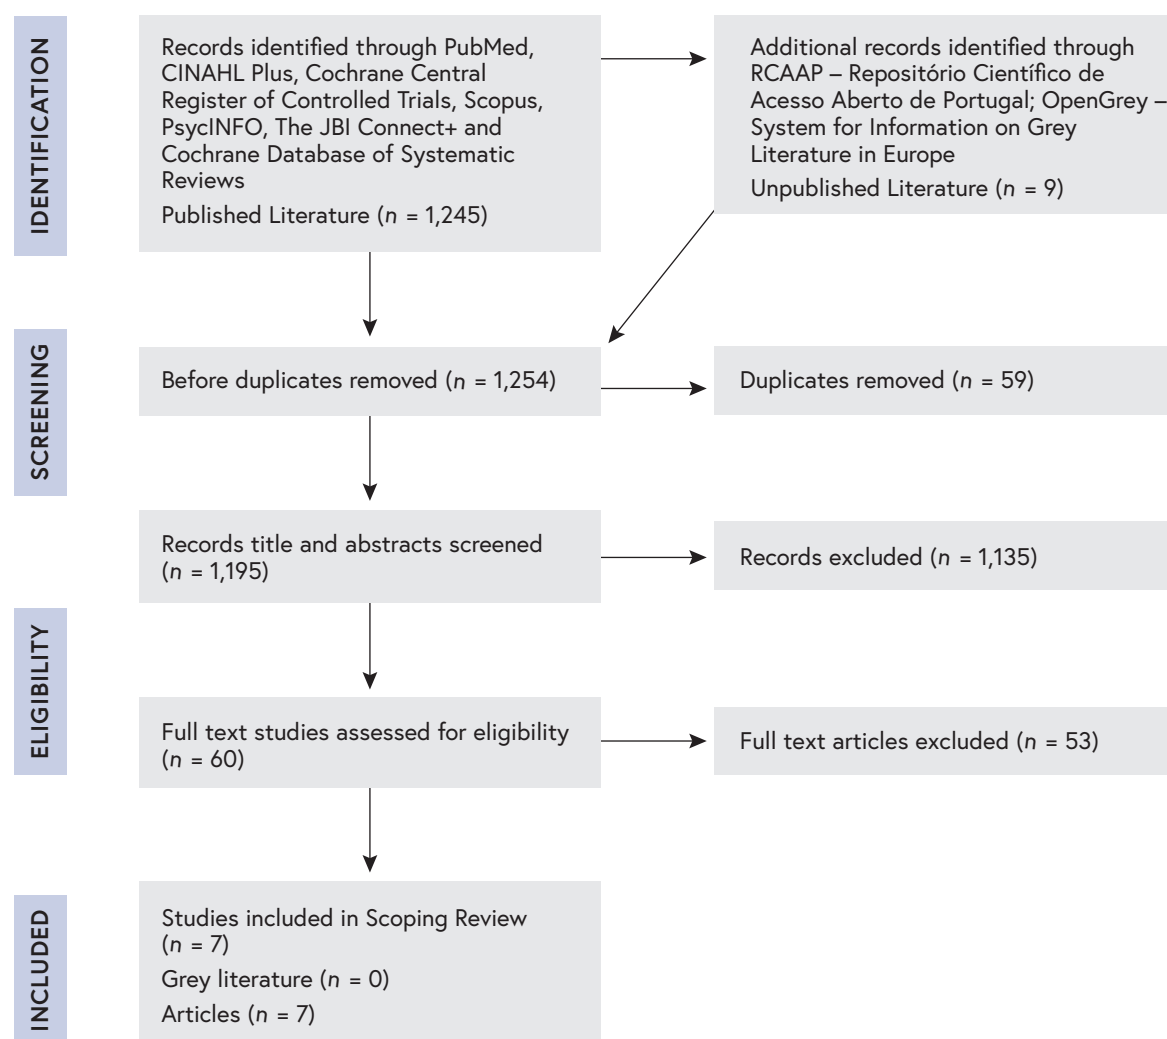 IDENTIFICATION
Records identified through PubMed,
CINAHL Plus, Cochrane Central
Register of Controlled Trials, Scopus,
PsycINFO, The JBI Connect+ and
Cochrane Database of Systematic
Reviews
Published Literature (n = 1,245)
Additional records identified through
RCAAP – Repositório Científico de
Acesso Aberto de Portugal; OpenGrey –
System for Information on Grey
Literature in Europe
Unpublished Literature (n = 9)
SCREENING
Before duplicates removed (n = 1,254)
Duplicates removed (n = 59)
Records title and abstracts screened
(n = 1,195)
Records excluded (n = 1,135)
ELIGIBILITY
Full text studies assessed for eligibility
(n = 60)
Full text articles excluded (n = 53)
INCLUDED
Studies included in Scoping Review
(n = 7)
Grey literature (n = 0)
Articles (n = 7)